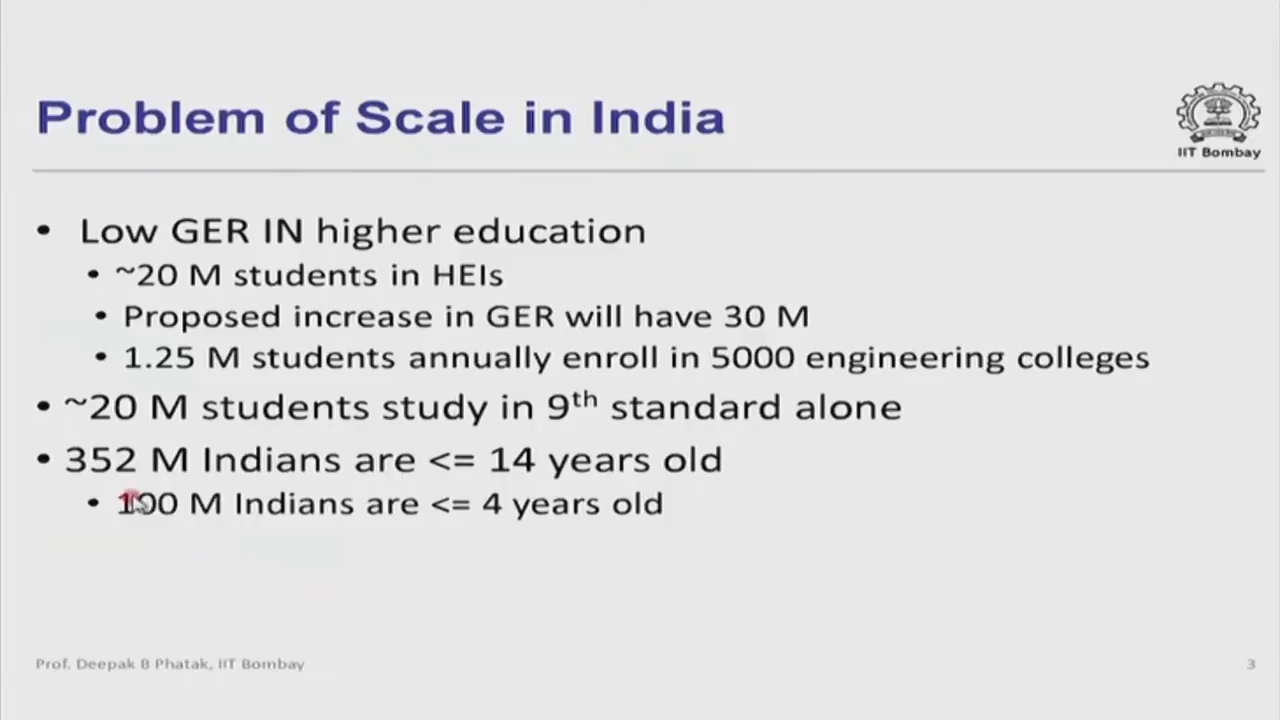 Problem of Scale in India
IIT Bombay
• Low GER IN higher education
• ~20 M students in HEIs
• Proposed increase in GER will have 30 M
• 1.25 M students annually enroll in 5000 engineering colleges
• ~20 M students study in 9th standard alone
• 352 M Indians are <= 14 years old
• 100 M Indians are <= 4 years old
Prof. Deepak B Phatak, IIT Bombay
3